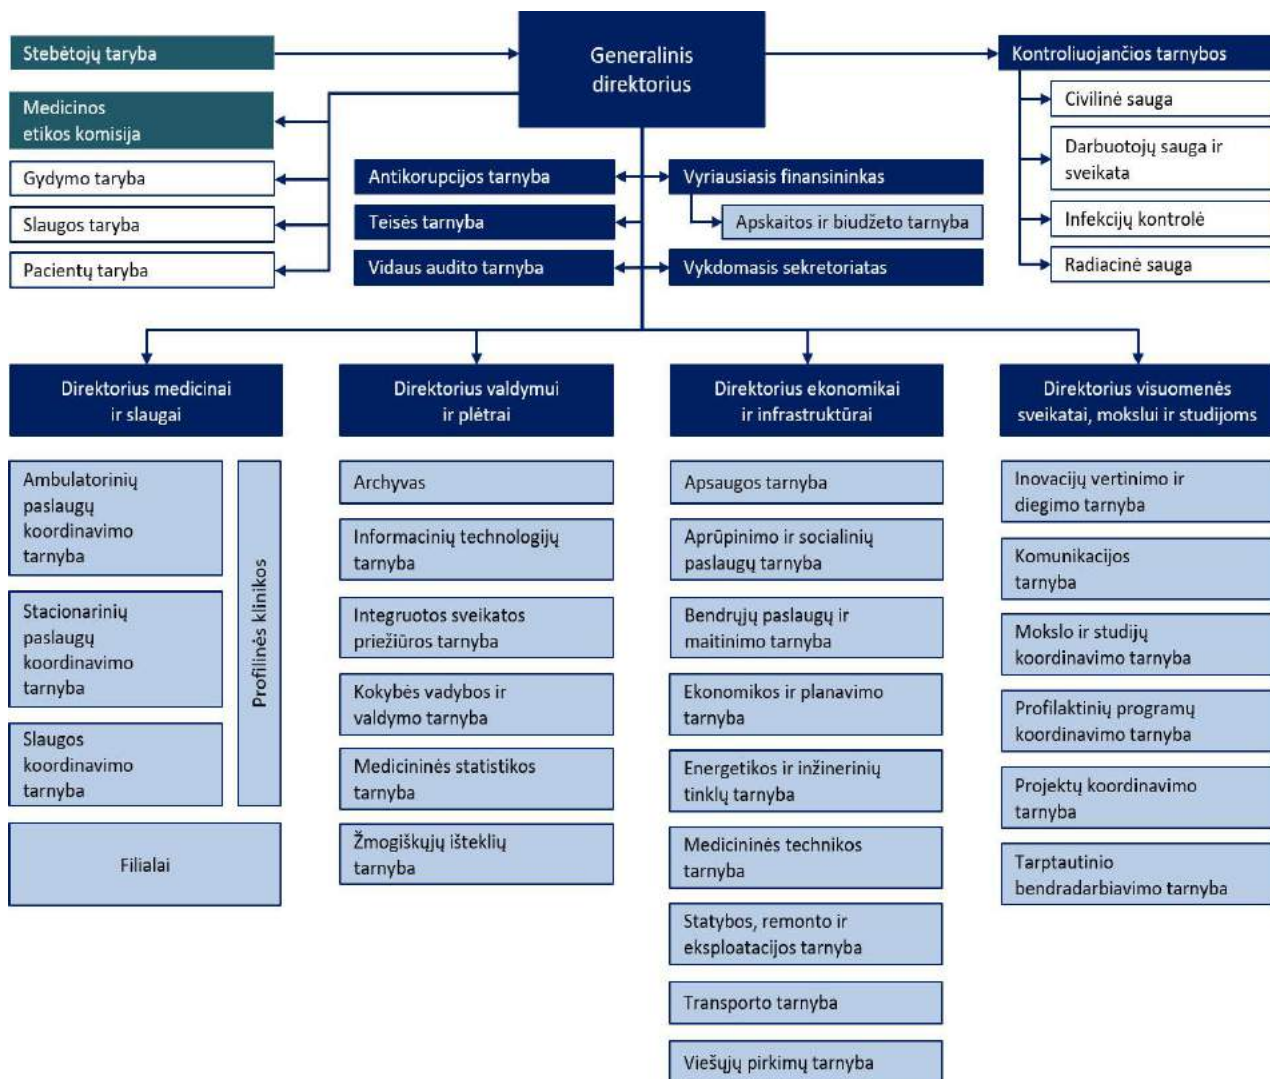 Stebėtojų taryba
Generalinis
direktorius
Kontroliuojančios tarnybos
Medicinos
etikos komisija
Gydymo taryba
Slaugos taryba
Pacientų taryba
Antikorupcijos tarnyba
Teisės tarnyba
Vidaus audito tarnyba
Vyriausiasis finansininkas
Apskaitos ir biudžeto tarnyba
Vykdomasis sekretoriatas
Civilinė sauga
Darbuotojų sauga ir
sveikata
Infekcijų kontrolė
Radiacinė sauga
Direktorius medicinai
ir slaugai
Ambulatorinių
paslaugų
koordinavimo
tarnyba
Stacionarinių
paslaugų
koordinavimo
tarnyba
Slaugos
koordinavimo
tarnyba
Profilinės klinikos
Filialai
Direktorius valdymui
ir plėtrai
Archyvas
Informacinių technologijų
tarnyba
Integruotos sveikatos
priežiūros tarnyba
Kokybės vadybos ir
valdymo tarnyba
Medicininės statistikos
tarnyba
Žmogiškųjų išteklių
tarnyba
Direktorius ekonomikai
ir infrastruktūrai
Apsaugos tarnyba
Aprūpinimo ir socialinių
paslaugų tarnyba
Bendrųjų paslaugų ir
maitinimo tarnyba
Ekonomikos ir planavimo
tarnyba
Energetikos ir inžinerinių
tinklų tarnyba
Medicininės technikos
tarnyba
Statybos, remonto ir
eksploatacijos tarnyba
Transporto tarnyba
Viešųjų pirkimų tarnyba
Direktorius visuomenės
sveikatai, mokslui ir studijoms
Inovacijų vertinimo ir
diegimo tarnyba
Komunikacijos
tarnyba
Mokslo ir studijų
koordinavimo tarnyba
Profilaktinių programų
koordinavimo tarnyba
Projektų koordinavimo
tarnyba
Tarptautinio
bendradarbiavimo tarnyba